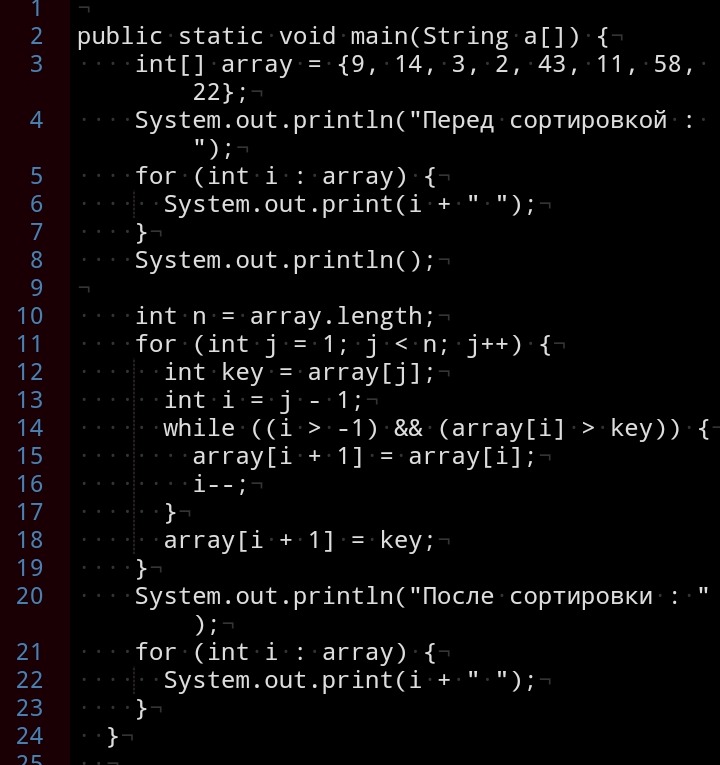 1
2 public static void main(String a[]) {
3 int[] array = {9, 14, 3, 2, 43, 11, 58,
22};
4 System.out.println("Перед сортировкой :
");
5 for (int i : array) {
6 System.out.print(i + " ");
7 }
8 System.out.println();
9
10 int n = array.length;
11 for (int j = 1; j < n; j++) {
12 int key = array[j];
13 int i = j - 1;
14 while ((i > -1) && (array[i] > key)) {
15 array[i + 1] = array[i];
16 i--;
17 }
18 array[i + 1] = key;
19 }
20 System.out.println("После сортировки : "
);
21 for (int i : array) {
22 System.out.print(i + " ");
23 }
24 }
25